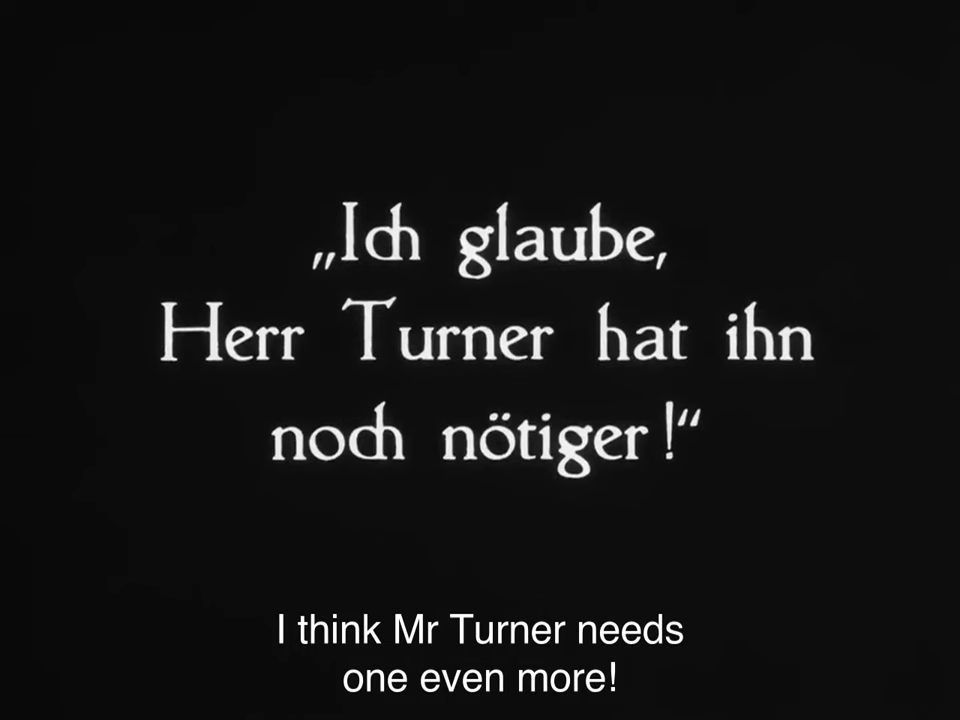 „Ich glaube,
Herr Turner hat ihn
noch nötiger!“
I think Mr Turner needs
one even more!